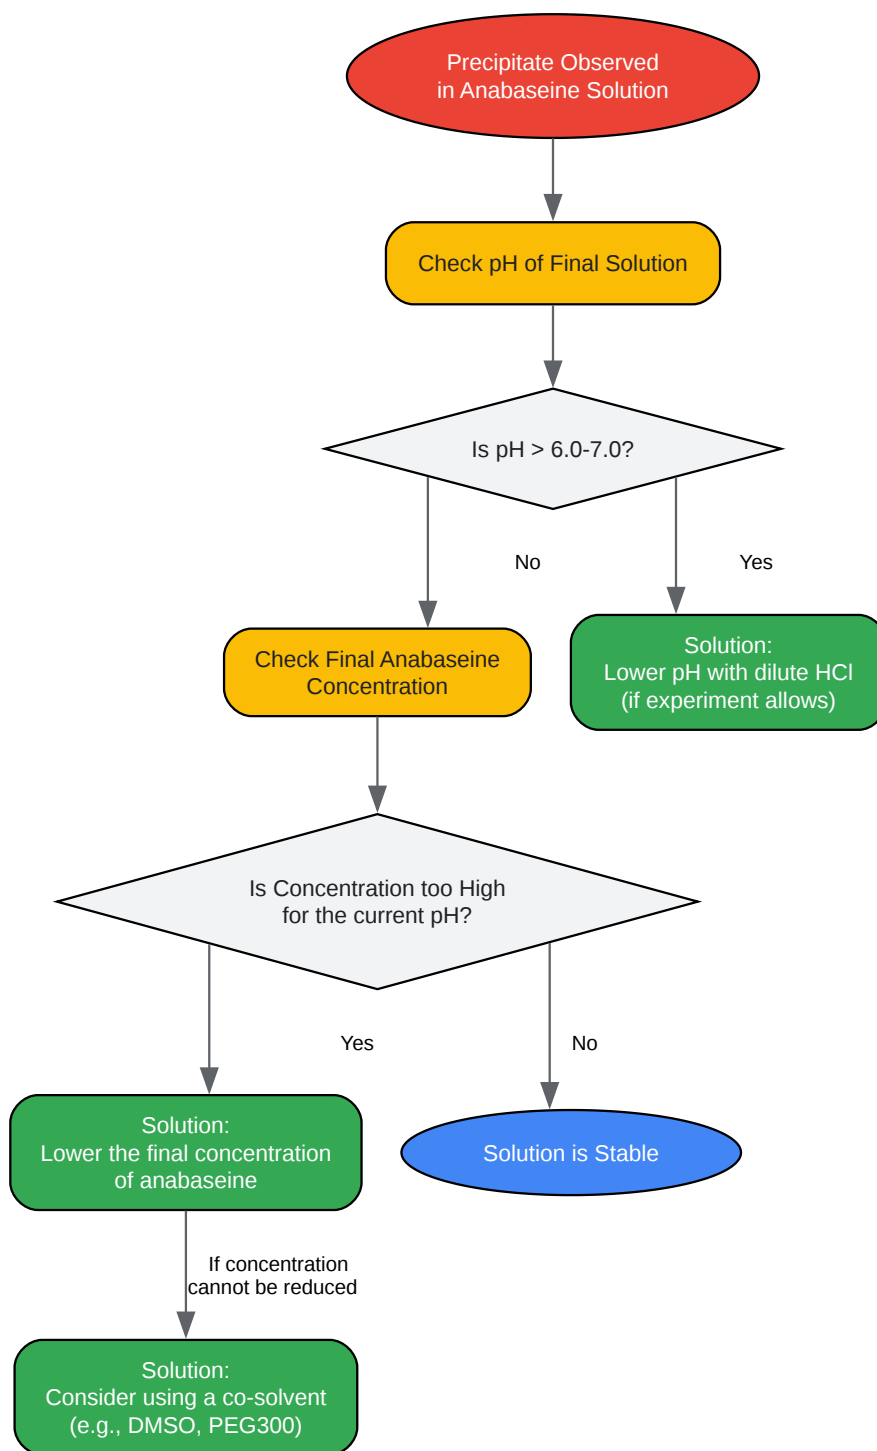 Precipitate Observed
in Anabaseine Solution
Check pH of Final Solution
Is pH > 6.0-7.0?
No
Yes
Check Final Anabaseine
Concentration
Solution:
Lower pH with dilute HCl
(if experiment allows)
Is Concentration too High
for the current pH?
Yes
No
Solution:
Lower the final concentration
of anabaseine
Solution is Stable
If concentration
cannot be reduced
Solution:
Consider using a co-solvent
(e.g., DMSO, PEG300)